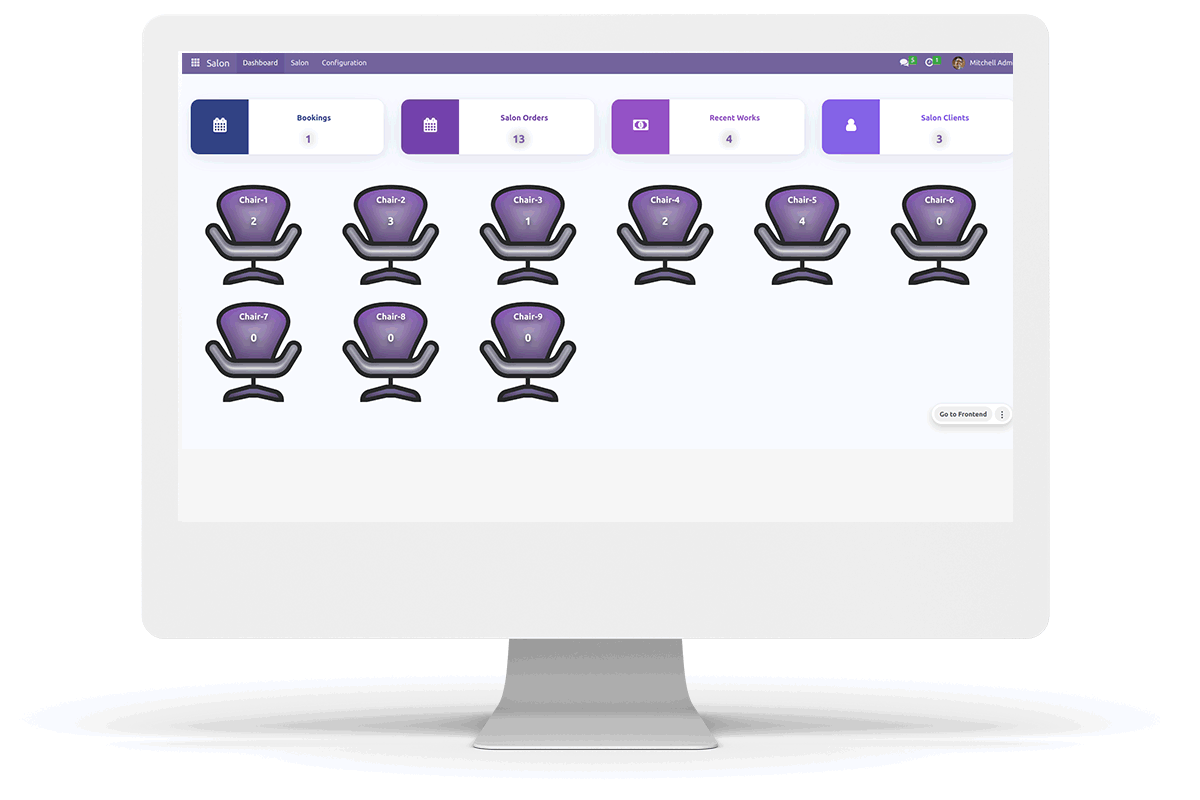 Salon Dashboard Salon Configuration 5 1 Mitchell Adm
Bookings
1
Salon Orders
13
Recent Works
4
Salon Clients
3
Chair-1
2
Chair-2
3
Chair-3
1
Chair-4
2
Chair-5
4
Chair-6
0
Chair-7
0
Chair-8
0
Chair-9
0
Go to Frontend